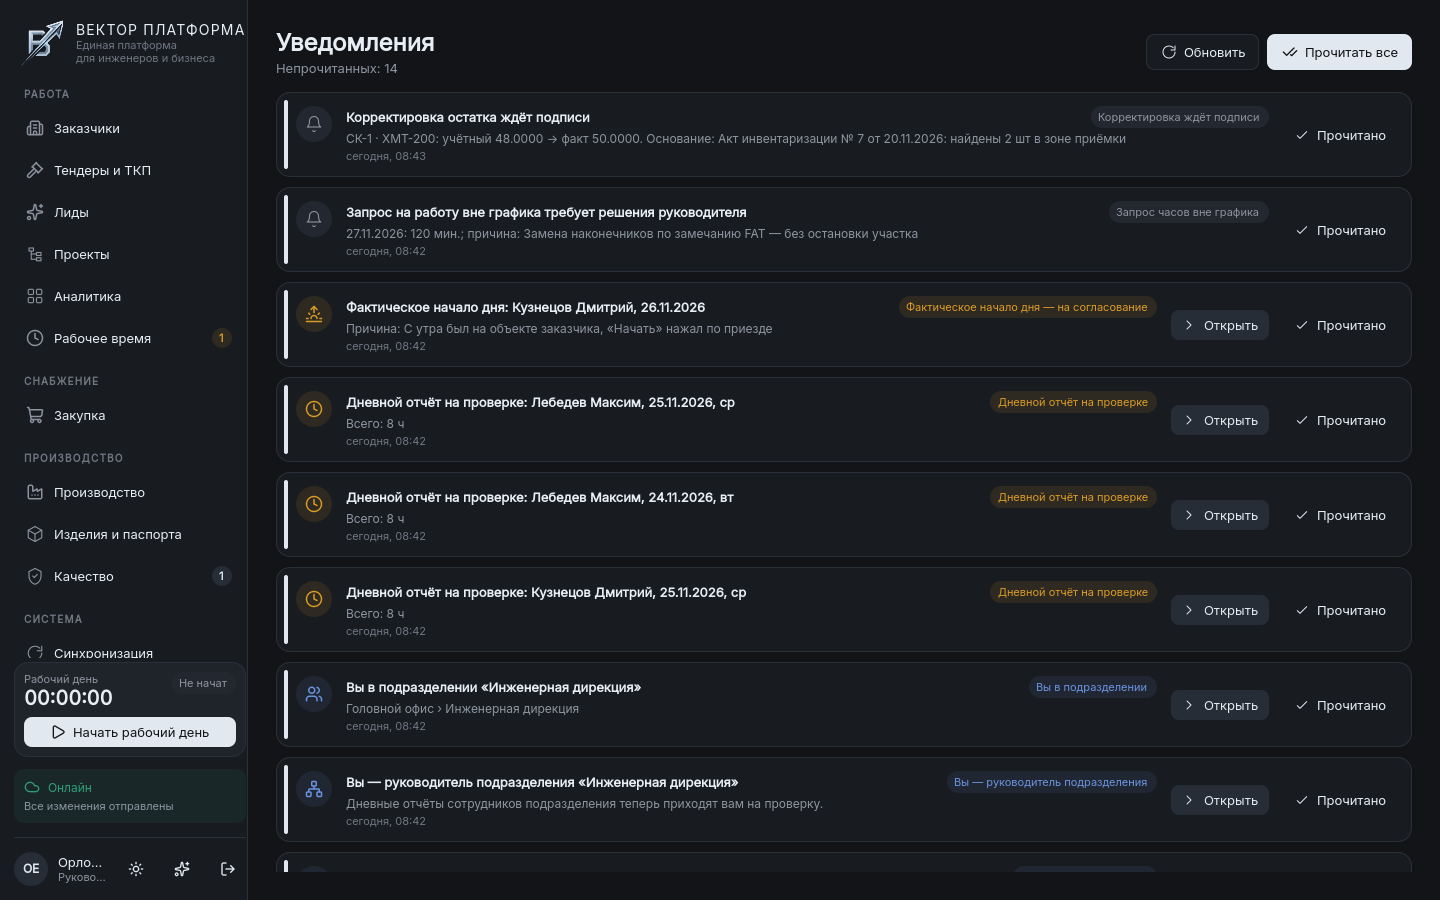 ВЕКТОР ПЛАТФОРМА
Единая платформа
для инженеров и бизнеса
РАБОТА
Заказчики
Тендеры и ТКП
Лиды
Проекты
Аналитика
Рабочее время 1
СНАБЖЕНИЕ
Закупка
ПРОИЗВОДСТВО
Производство
Изделия и паспорта
Качество 1
СИСТЕМА
Синхронизация
Рабочий день Не начат
00:00:00
Начать рабочий день
Онлайн
Все изменения отправлены
OE
Орло...
Руково...
Уведомления
Непрочитанных: 14
Обновить
Прочитать все
Корректировка остатка ждёт подписи
Корректировка ждёт подписи
СК-1 · ХМТ-200: учётный 48.0000 → факт 50.0000. Основание: Акт инвентаризации № 7 от 20.11.2026: найдены 2 шт в зоне приёмки
сегодня, 08:43
Прочитано
Запрос на работу вне графика требует решения руководителя
Запрос часов вне графика
27.11.2026: 120 мин.; причина: Замена наконечников по замечанию FAT — без остановки участка
сегодня, 08:42
Прочитано
Фактическое начало дня: Кузнецов Дмитрий, 26.11.2026
Фактическое начало дня — на согласование
Причина: С утра был на объекте заказчика, «Начать» нажал по приезде
сегодня, 08:42
Открыть
Прочитано
Дневной отчёт на проверке: Лебедев Максим, 25.11.2026, ср
Дневной отчёт на проверке
Всего: 8 ч
сегодня, 08:42
Открыть
Прочитано
Дневной отчёт на проверке: Лебедев Максим, 24.11.2026, вт
Дневной отчёт на проверке
Всего: 8 ч
сегодня, 08:42
Открыть
Прочитано
Дневной отчёт на проверке: Кузнецов Дмитрий, 25.11.2026, ср
Дневной отчёт на проверке
Всего: 8 ч
сегодня, 08:42
Открыть
Прочитано
Вы в подразделении «Инженерная дирекция»
Вы в подразделении
Головной офис › Инженерная дирекция
сегодня, 08:42
Открыть
Прочитано
Вы — руководитель подразделения «Инженерная дирекция»
Вы — руководитель подразделения
Дневные отчёты сотрудников подразделения теперь приходят вам на проверку.
сегодня, 08:42
Открыть
Прочитано